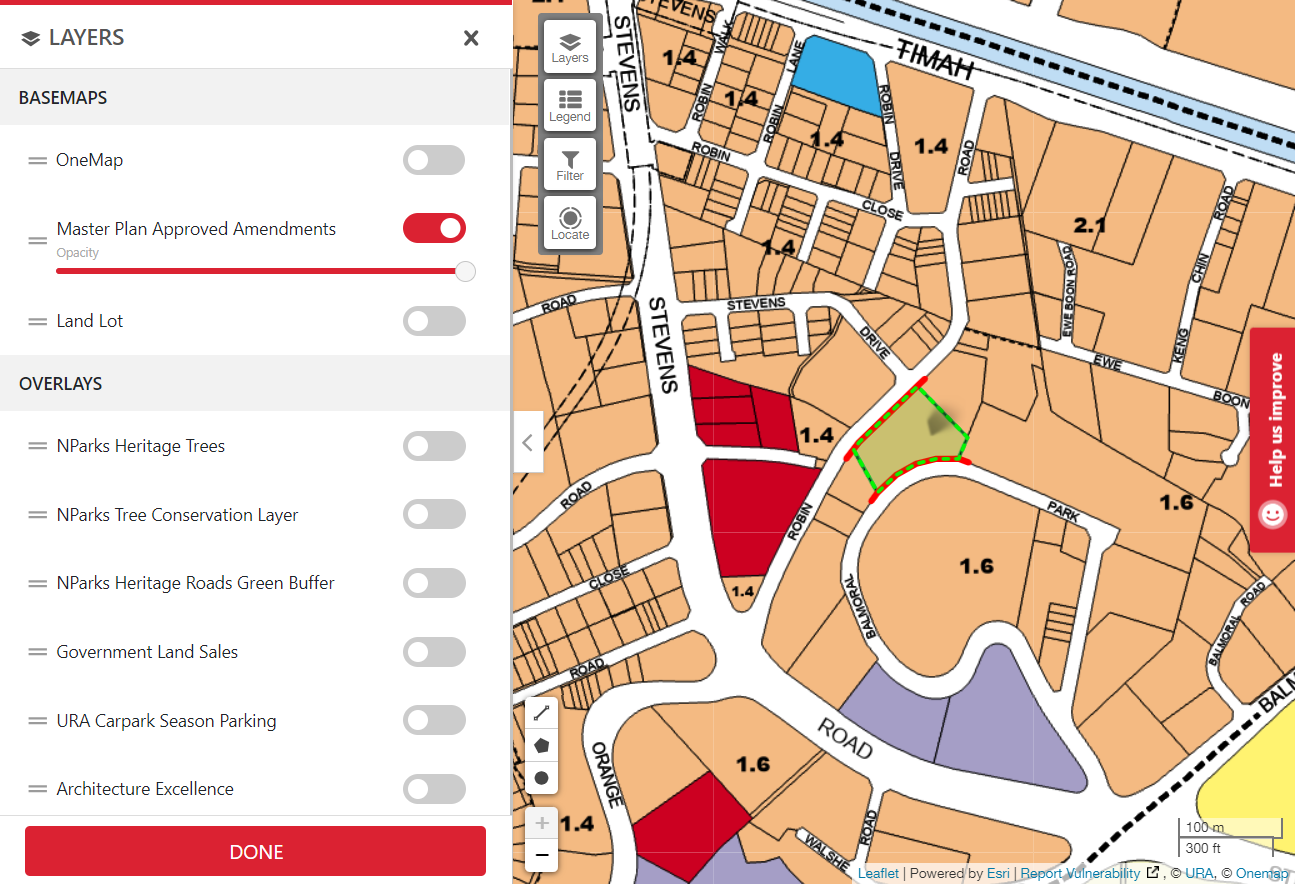 LAYERS
BASEMAPS
OneMap
Master Plan Approved Amendments
Opacity
Land Lot
OVERLAYS
NParks Heritage Trees
NParks Tree Conservation Layer
NParks Heritage Roads Green Buffer
Government Land Sales
URA Carpark Season Parking
Architecture Excellence
DONE
Layers
Legend
Filter
Locate
STEVENS
STEVENS
WALK
ROBIN
LANE
ROBIN
TIMAH
1.4
1.4
1.4
1.4
ROBIN
DRIVE
ROAD
ROBIN
CLOSE
1.4
2.1
ROAD
CHIN
KENG
EWE BOON ROAD
EWE
BOON
ROAD
STEVENS
STEVENS
DRIVE
1.4
ROBIN
ROAD
CLOSE
1.4
ROAD
PARK
1.6
1.6
BALMORAL
ROAD
BALMORAL
BALM
ROAD
ORANGE
1.6
1.4
ROAD
WALSHE
Help us improve
+
−
100 m
300 ft
Leaflet | Powered by Esri | Report Vulnerability , © URA, © Onemap